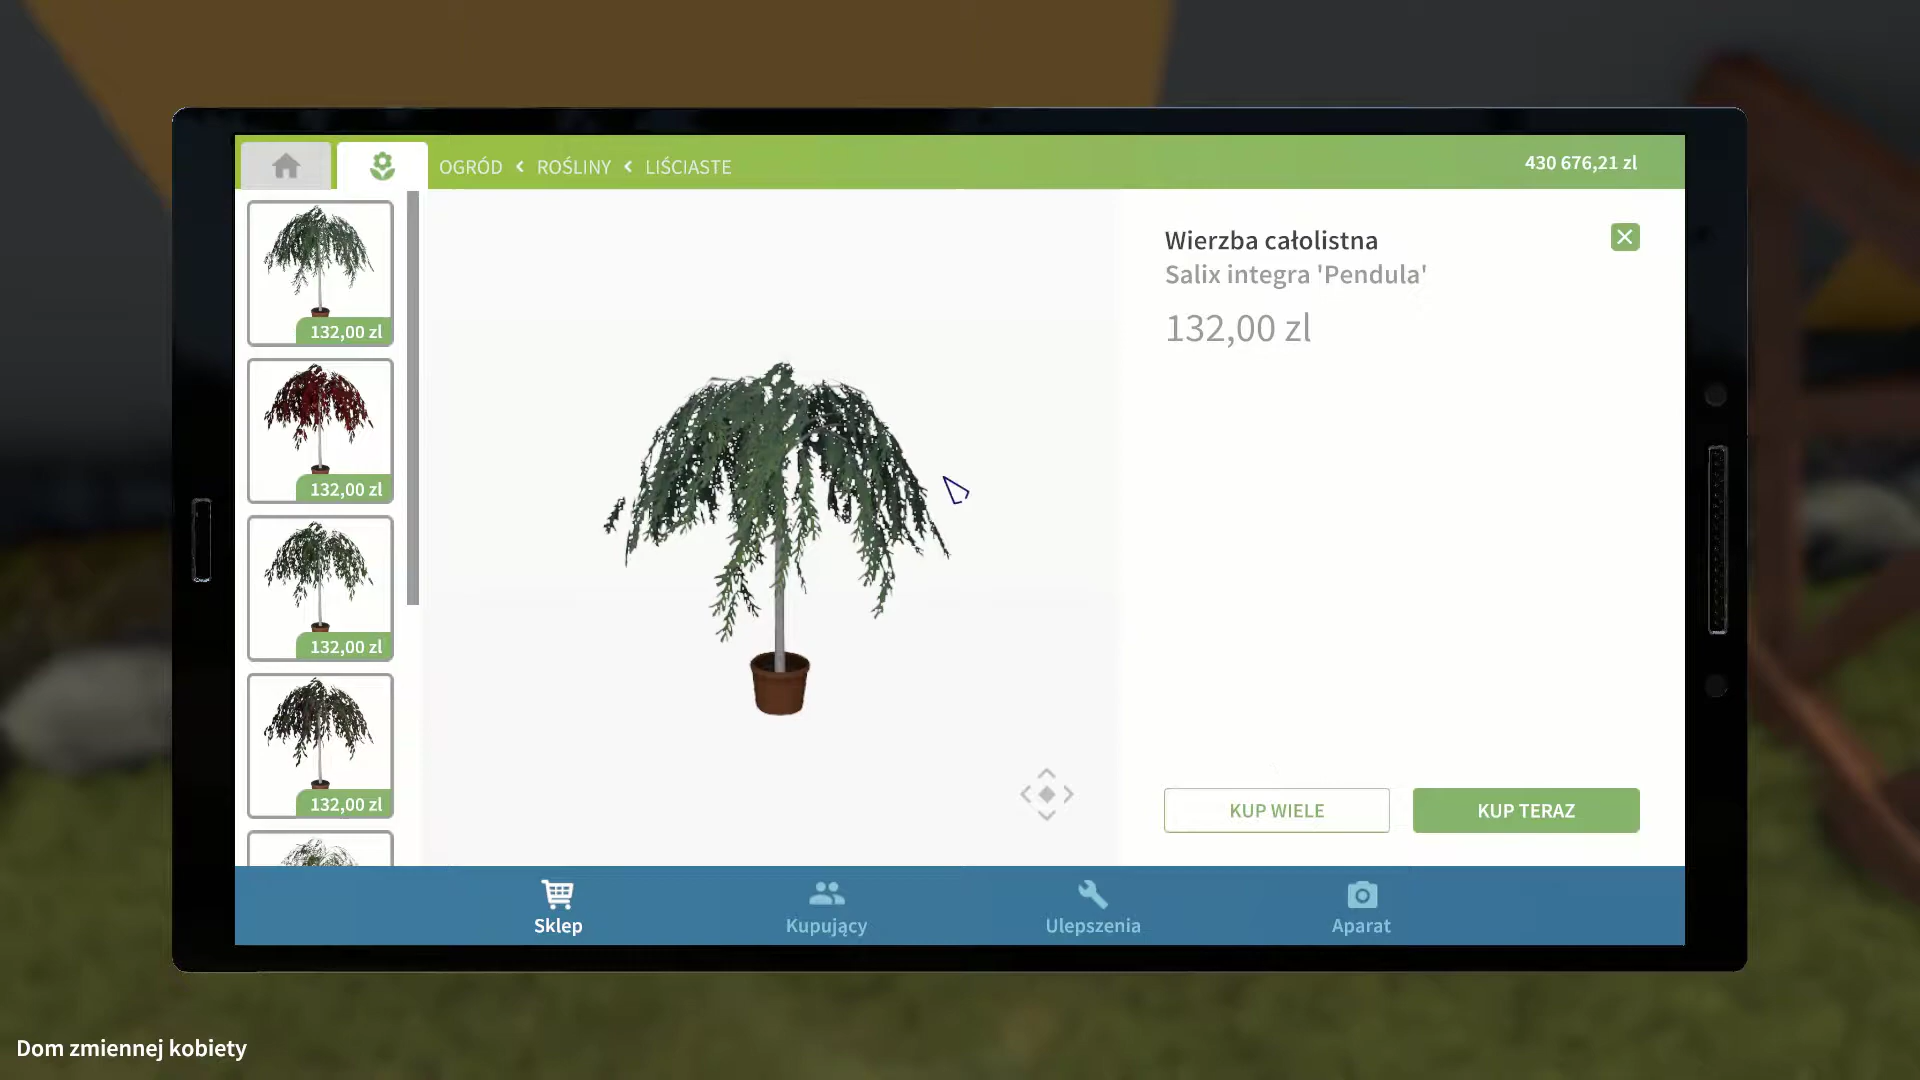 OGRÓD < ROŚLINY < LIŚCIASTE
430 676,21 zl
132,00 zl
132,00 zl
132,00 zl
132,00 zl
Wierzba całolistna
Salix integra 'Pendula'
132,00 zl
KUP WIELE
KUP TERAZ
Sklep
Kupujący
Ulepszenia
Aparat
Dom zmiennej kobiety